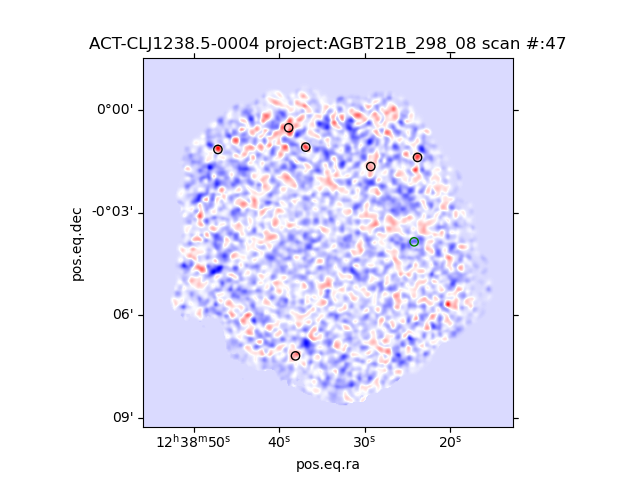 ACT-CLJ1238.5-0004 project:AGBT21B_298_08 scan #:47
0°00'
-0°03'
06'
09'
pos.eq.dec
12ʰ38ᵐ50ˢ 40ˢ 30ˢ 20ˢ
pos.eq.ra